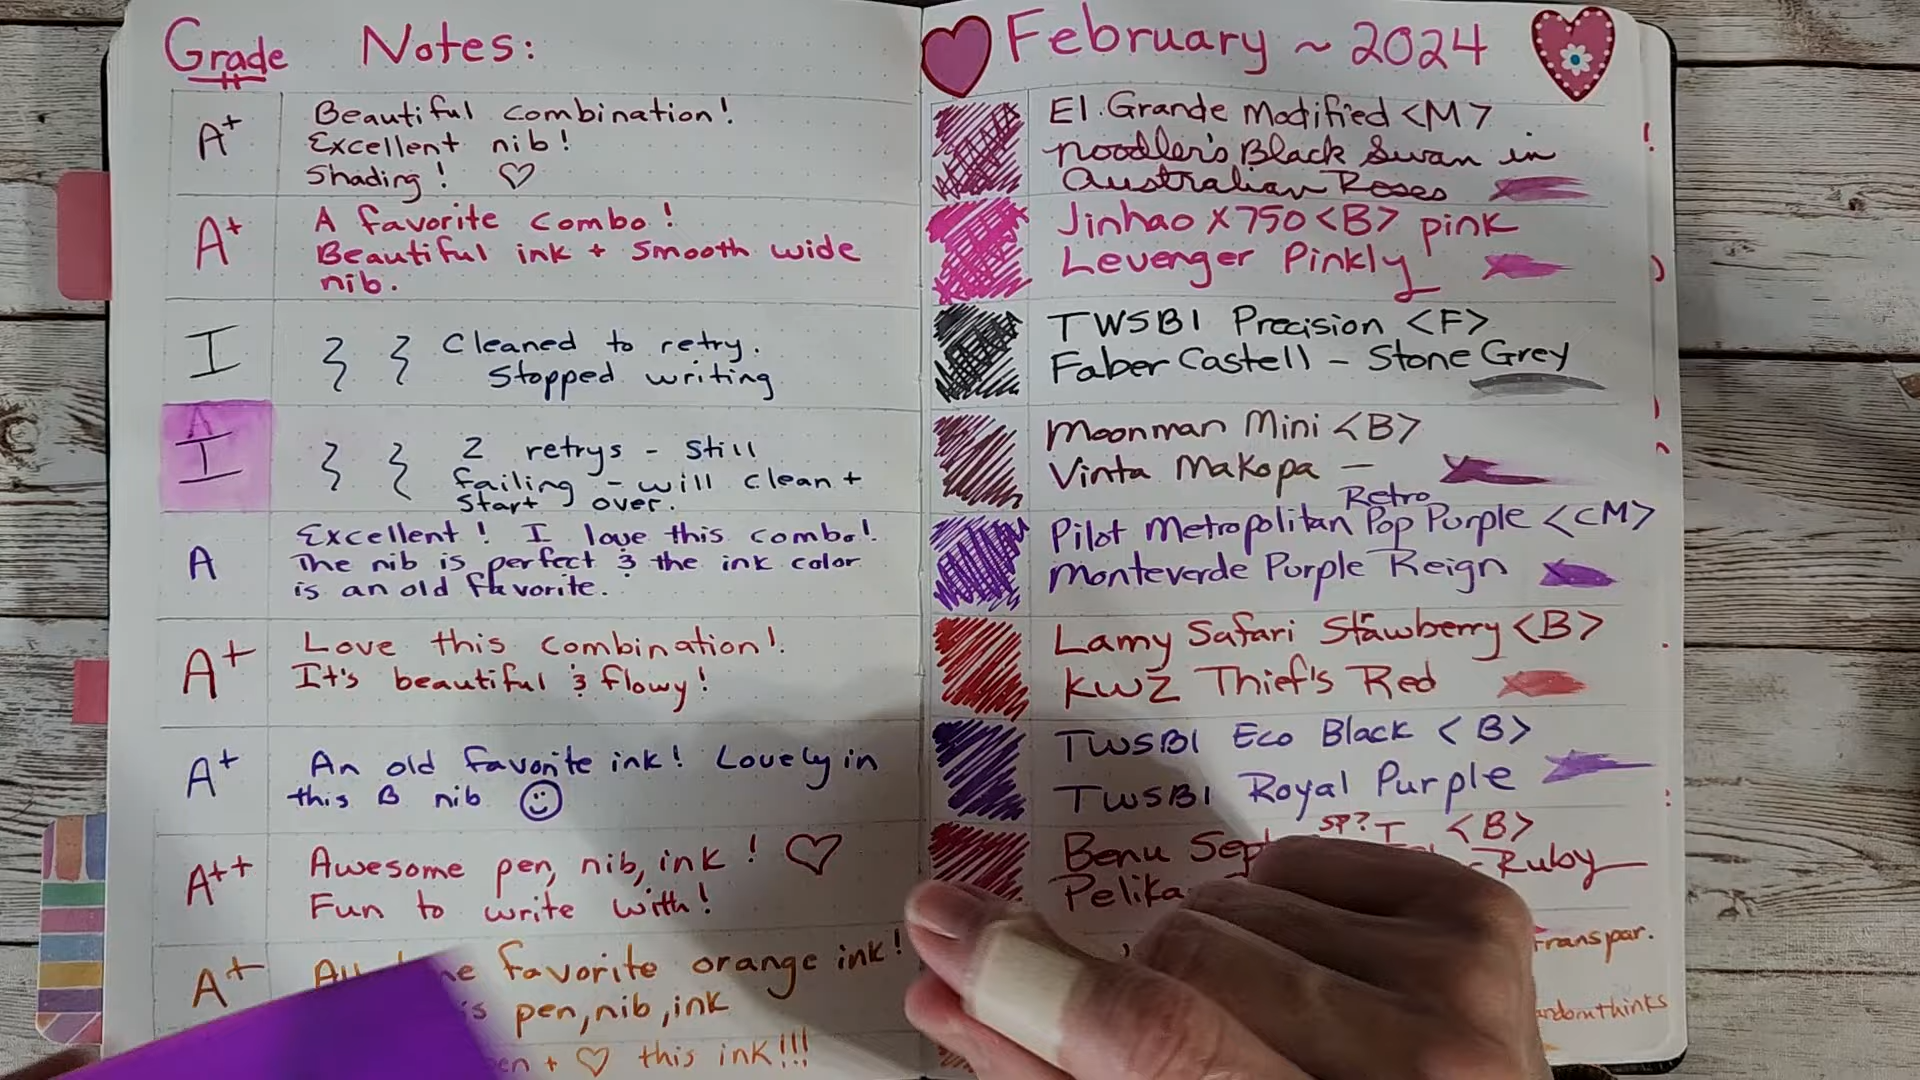 Grade Notes:
A+ Beautiful combination!
Excellent nib!
Shading! ♡
A+ A favorite combo!
Beautiful ink + Smooth wide
nib.
I Cleaned to retry.
Stopped writing
A
I 2 retrys - Still
failing - will clean +
Start over.
A Excellent! I love this combo!
The nib is perfect & the ink color
is an old favorite.
A+ Love this combination!
It's beautiful & flowy!
A+ An old favorite ink! Lovely in
this B nib ☺
A++ Awesome pen, nib, ink! ♡
Fun to write with!
A+ favorite orange ink!
pen, nib, ink
+ ♡ this ink!!!
February ~ 2024
El Grande Modified <M>
Noodler's Black Swan in
Australian Roses
Jinhao X750 <B> pink
Levenger Pinkly
TWSBI Precision <F>
Faber Castell - Stone Grey
Moonman Mini <B>
Vinta Makopa -
Retro
Pilot Metropolitan Pop Purple <CM>
Monteverde Purple Reign
Lamy Safari Stawberry <B>
KWZ Thief's Red
TWSBI Eco Black <B>
TWSBI Royal Purple
sp? <B>
Benu Ruby
Transpar.